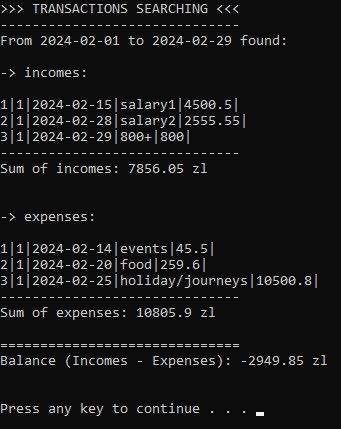 >>> TRANSACTIONS SEARCHING <<<
------------------------------
From 2024-02-01 to 2024-02-29 found:
-> incomes:
1|1|2024-02-15|salary1|4500.5|
2|1|2024-02-28|salary2|2555.55|
3|1|2024-02-29|800+|800|
------------------------------
Sum of incomes: 7856.05 zl
-> expenses:
1|1|2024-02-14|events|45.5|
2|1|2024-02-20|food|259.6|
3|1|2024-02-25|holiday/journeys|10500.8|
------------------------------
Sum of expenses: 10805.9 zl
==============================
Balance (Incomes - Expenses): -2949.85 zl
Press any key to continue . . .